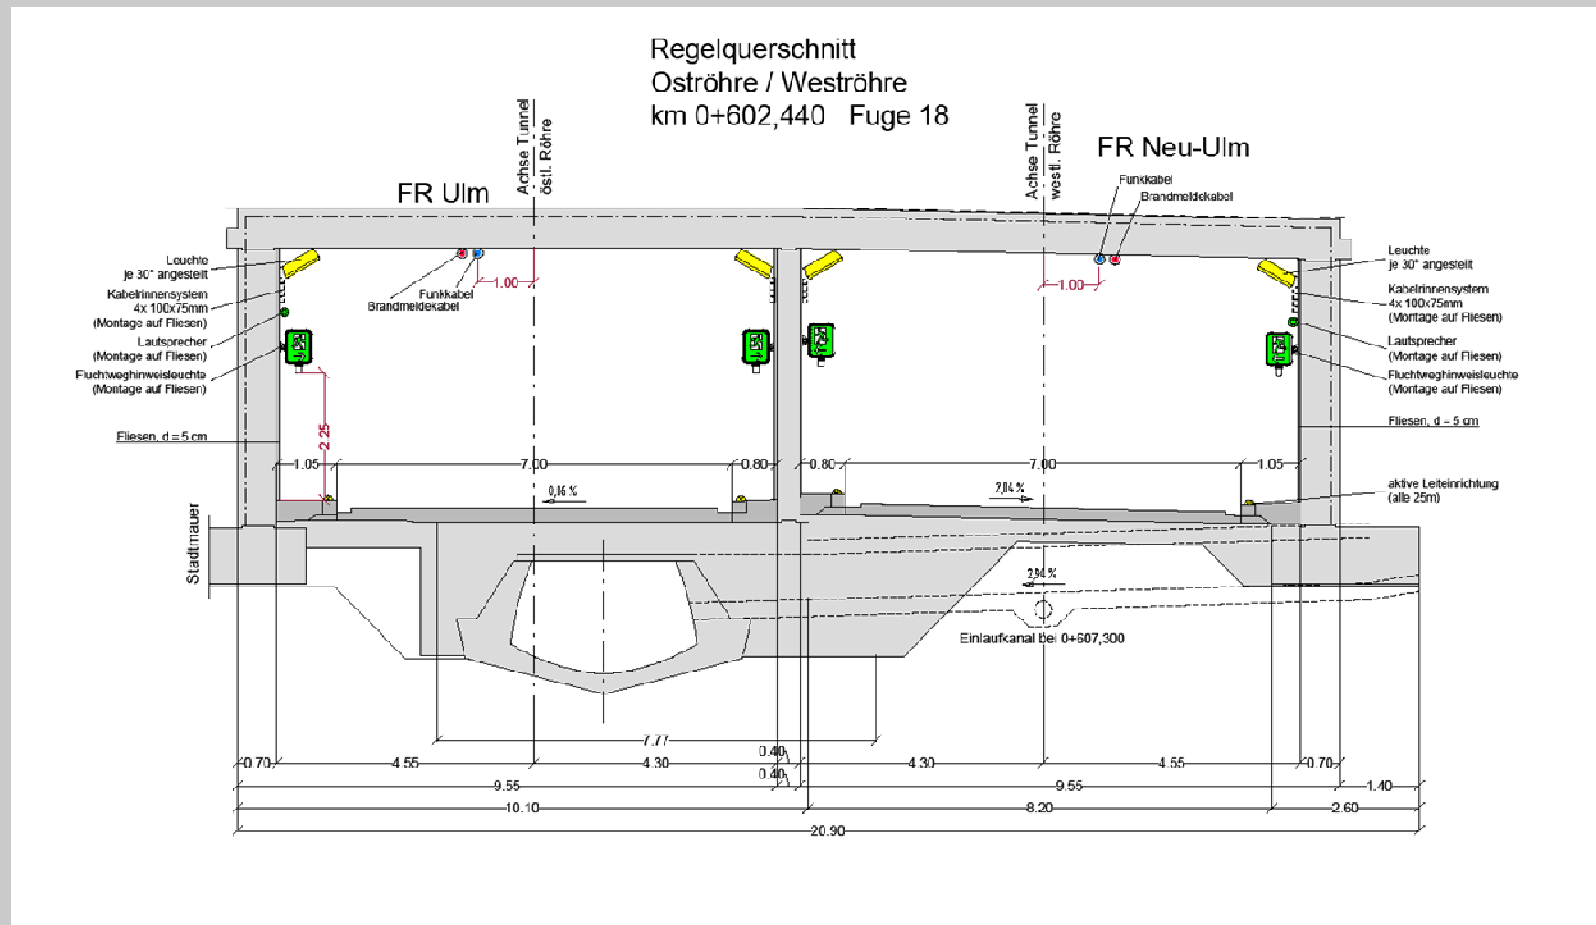 Regelquerschnitt
Oströhre / Weströhre
km 0+602,440   Fuge 18
Achse Tunnel
östl. Röhre
Achse Tunnel
westl. Röhre
FR Ulm
FR Neu-Ulm
Funkkabel
Brandmeldekabel
Leuchte
je 30° angestellt
Kabelrinnensystem
4x 100x75mm
(Montage auf Fliesen)
Lautsprecher
(Montage auf Fliesen)
Fluchtweghinweisleuchte
(Montage auf Fliesen)
Fliesen, d = 5 cm
1.00
Funkkabel
Brandmeldekabel
1.00
Leuchte
je 30° angestellt
Kabelrinnensystem
4x 100x75mm
(Montage auf Fliesen)
Lautsprecher
(Montage auf Fliesen)
Fluchtweghinweisleuchte
(Montage auf Fliesen)
Fliesen, d = 5 cm
2.25
1.05
7.00
0.80
0.80
7.00
1.05
aktive Leiteinrichtung
(alle 25m)
Stadtmauer
2,94 %
Einlaufkanal bei 0+607,300
7.77
0.70
4.55
4.30
0.40
4.30
4.55
0.70
9.55
0.40
9.55
1.40
10.10
8.20
2.60
20.90